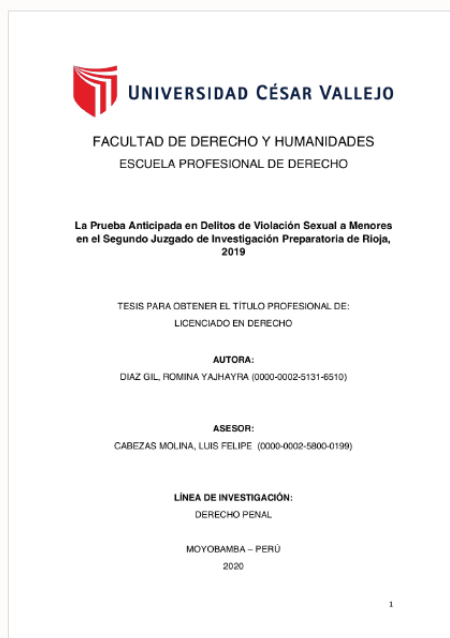 UNIVERSIDAD CÉSAR VALLEJO
FACULTAD DE DERECHO Y HUMANIDADES
ESCUELA PROFESIONAL DE DERECHO
La Prueba Anticipada en Delitos de Violación Sexual a Menores
en el Segundo Juzgado de Investigación Preparatoria de Rioja,
2019
TESIS PARA OBTENER EL TÍTULO PROFESIONAL DE:
LICENCIADO EN DERECHO
AUTORA:
DIAZ GIL, ROMINA YAJHAYRA (0000-0002-5131-6510)
ASESOR:
CABEZAS MOLINA, LUIS FELIPE (0000-0002-5800-0199)
LÍNEA DE INVESTIGACIÓN:
DERECHO PENAL
MOYOBAMBA – PERÚ
2020
1